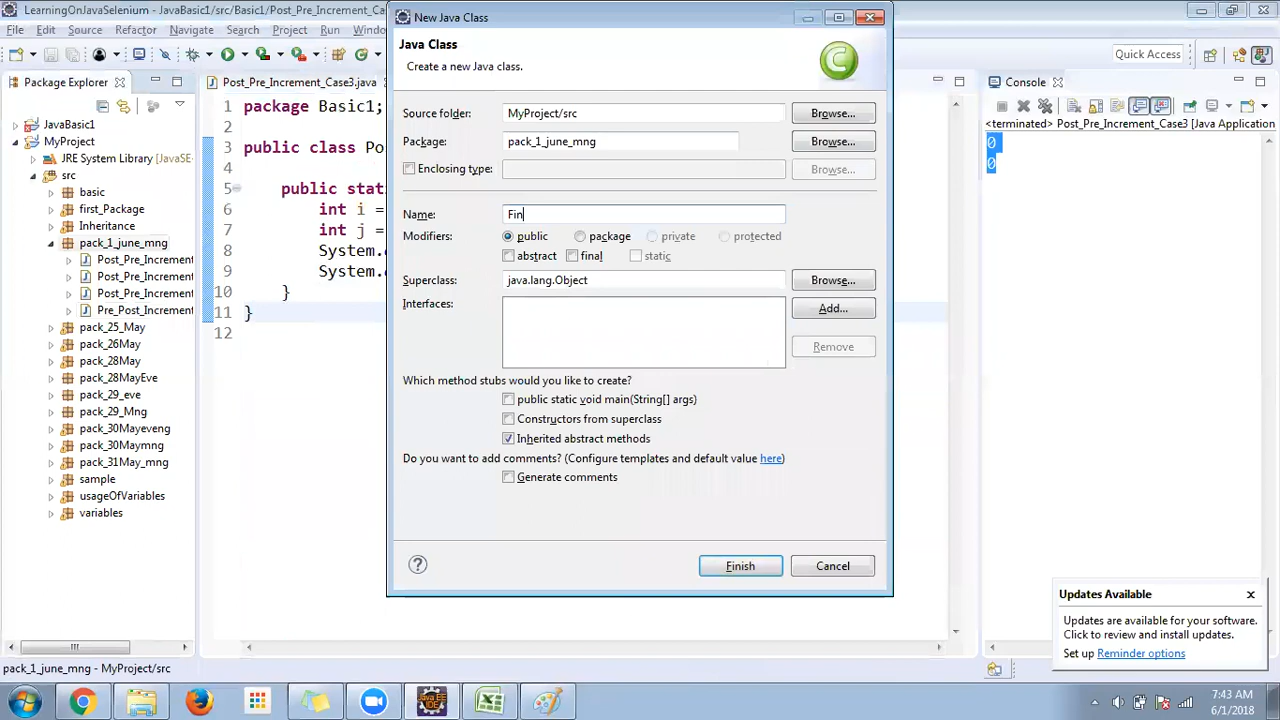 LearningOnJavaSelenium - JavaBasic1/src/Basic1/Post_Pre_
New Java Class
File Edit Source Refactor Navigate Search Project Run Windo
Java Class
Create a new Java class.
Quick Access
Package Explorer
Post_Pre_Increment_Case3.java
Console
<terminated> Post_Pre_Increment_Case3 [Java Application
0
0
JavaBasic1
MyProject
JRE System Library [JavaSE-
src
basic
first_Package
Inheritance
pack_1_june_mng
Post_Pre_Increment
Post_Pre_Increment
Post_Pre_Increment
Pre_Post_Increment
pack_25_May
pack_26May
pack_28May
pack_28MayEve
pack_29_eve
pack_29_Mng
pack_30Mayeveng
pack_30Maymng
pack_31May_mng
sample
usageOfVariables
variables
1 package Basic1;
2
3 public class Po
4
5 public stat
6 int i =
7 int j =
8 System.
9 System.
10 }
11 }
12
Source folder: MyProject/src Browse...
Package: pack_1_june_mng Browse...
Enclosing type: Browse...
Name: Fin
Modifiers: public package private protected
abstract final static
Superclass: java.lang.Object Browse...
Interfaces: Add...
Remove
Which method stubs would you like to create?
public static void main(String[] args)
Constructors from superclass
Inherited abstract methods
Do you want to add comments? (Configure templates and default value here)
Generate comments
? Finish Cancel
Updates Available
Updates are available for your software.
Click to review and install updates.
Set up Reminder options
pack_1_june_mng - MyProject/src
Java EE
IDE
7:43 AM
6/1/2018